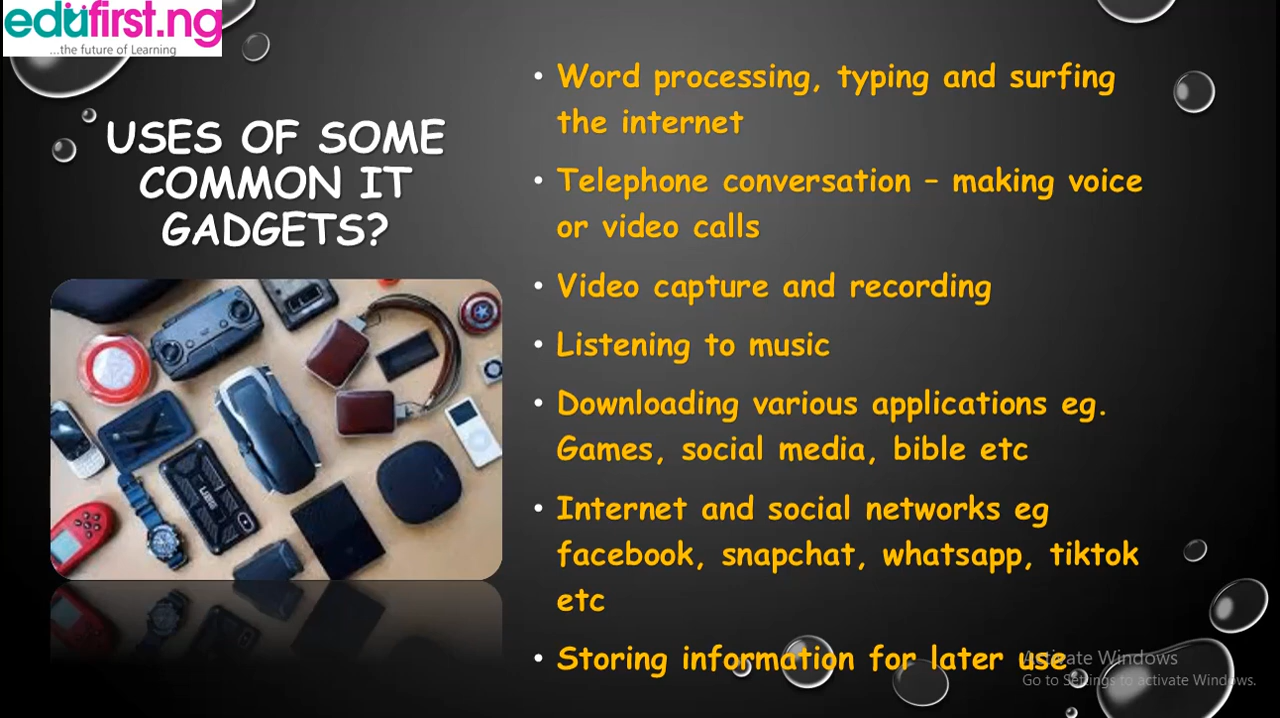 edufirst.ng
...the future of Learning
USES OF SOME
COMMON IT
GADGETS?
• Word processing, typing and surfing
the internet
• Telephone conversation – making voice
or video calls
• Video capture and recording
• Listening to music
• Downloading various applications eg.
Games, social media, bible etc
• Internet and social networks eg
facebook, snapchat, whatsapp, tiktok
etc
• Storing information for later use
Activate Windows
Go to Settings to activate Windows.